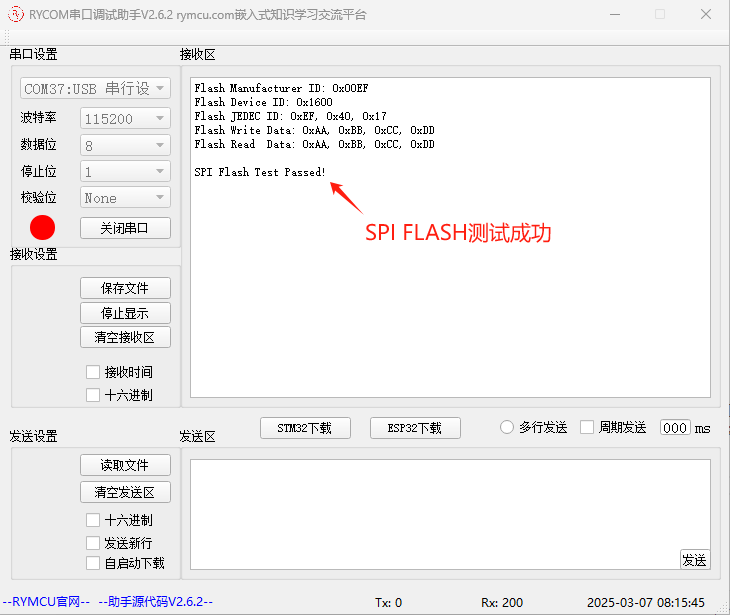 RYCOM串口调试助手V2.6.2 rymcu.com嵌入式知识学习交流平台
串口设置
COM37:USB 串行设
波特率 115200
数据位 8
停止位 1
校验位 None
关闭串口
接收设置
保存文件
停止显示
清空接收区
接收时间
十六进制
接收区
Flash Manufacturer ID: 0x00EF
Flash Device ID: 0x1600
Flash JEDEC ID: 0xEF, 0x40, 0x17
Flash Write Data: 0xAA, 0xBB, 0xCC, 0xDD
Flash Read  Data: 0xAA, 0xBB, 0xCC, 0xDD
SPI Flash Test Passed!
SPI FLASH测试成功
STM32下载 ESP32下载 多行发送 周期发送 000 ms
发送设置
读取文件
清空发送区
十六进制
发送新行
自启动下载
发送区
发送
--RYMCU官网-- --助手源代码V2.6.2-- Tx: 0 Rx: 200 2025-03-07 08:15:45